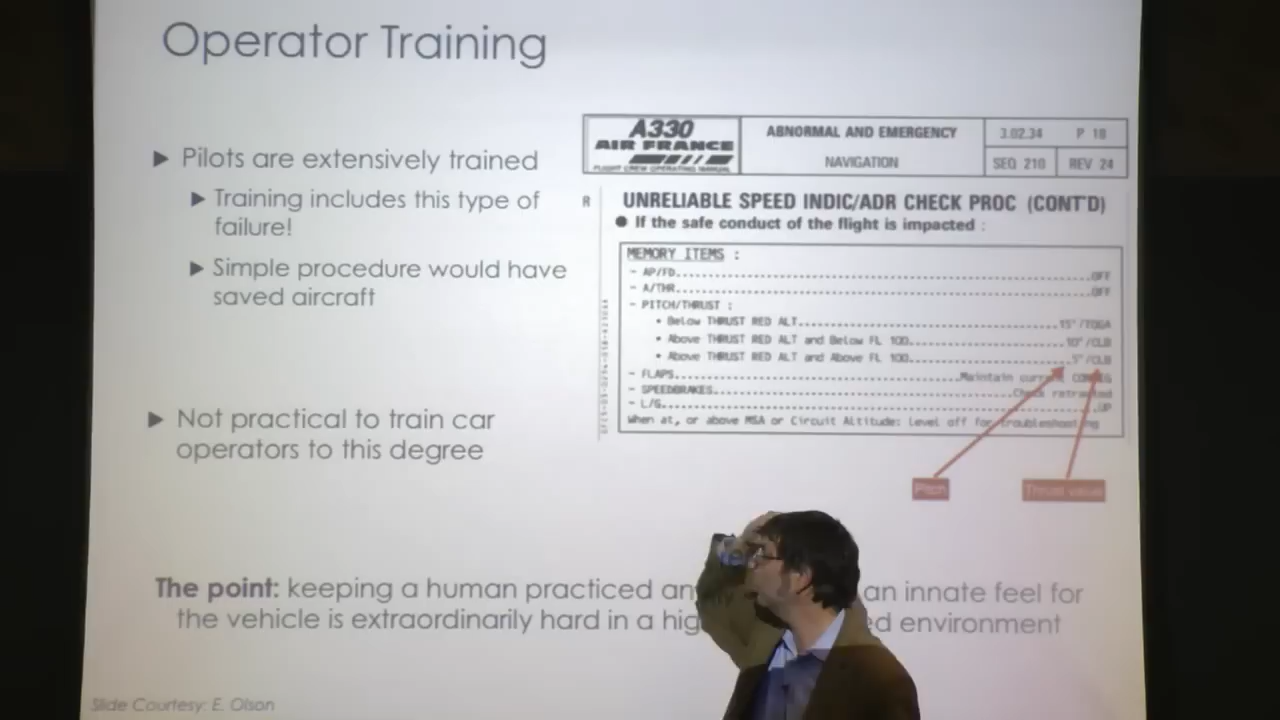 Operator Training
▶ Pilots are extensively trained
▶ Training includes this type of
failure!
▶ Simple procedure would have
saved aircraft
▶ Not practical to train car
operators to this degree
A330
AIR FRANCE
FLIGHT CREW OPERATING MANUAL
ABNORMAL AND EMERGENCY
NAVIGATION
3.02.34 P 18
SEQ 210 REV 24
R UNRELIABLE SPEED INDIC/ADR CHECK PROC (CONT'D)
● If the safe conduct of the flight is impacted :
MEMORY ITEMS :
- AP/FD..........OFF
- A/THR..........OFF
- PITCH/THRUST :
• Below THRUST RED ALT..........15°/TOGA
• Above THRUST RED ALT and Below FL 100..........10°/CLB
• Above THRUST RED ALT and Above FL 100..........5°/CLB
- FLAPS..........Maintain
- SPEEDBRAKES..........Check retracted
- L/G..........UP
When at, or above MSA or Circuit Altitude: Level off for troubleshooting
Pitch
Thrust value
The point: keeping a human practiced an innate feel for
the vehicle is extraordinarily hard in a environment
Slide Courtesy: E. Olson